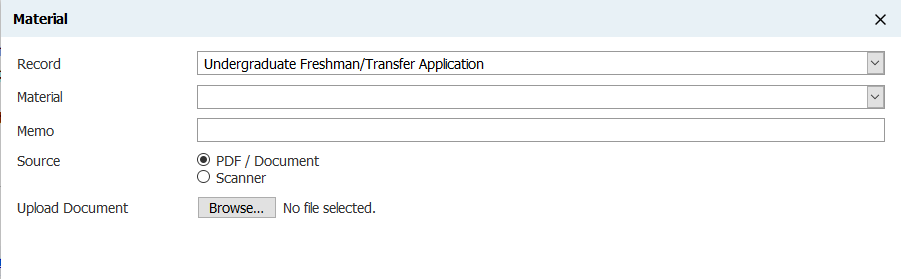 Material
Record Undergraduate Freshman/Transfer Application
Material
Memo
Source PDF / Document
Scanner
Upload Document Browse... No file selected.